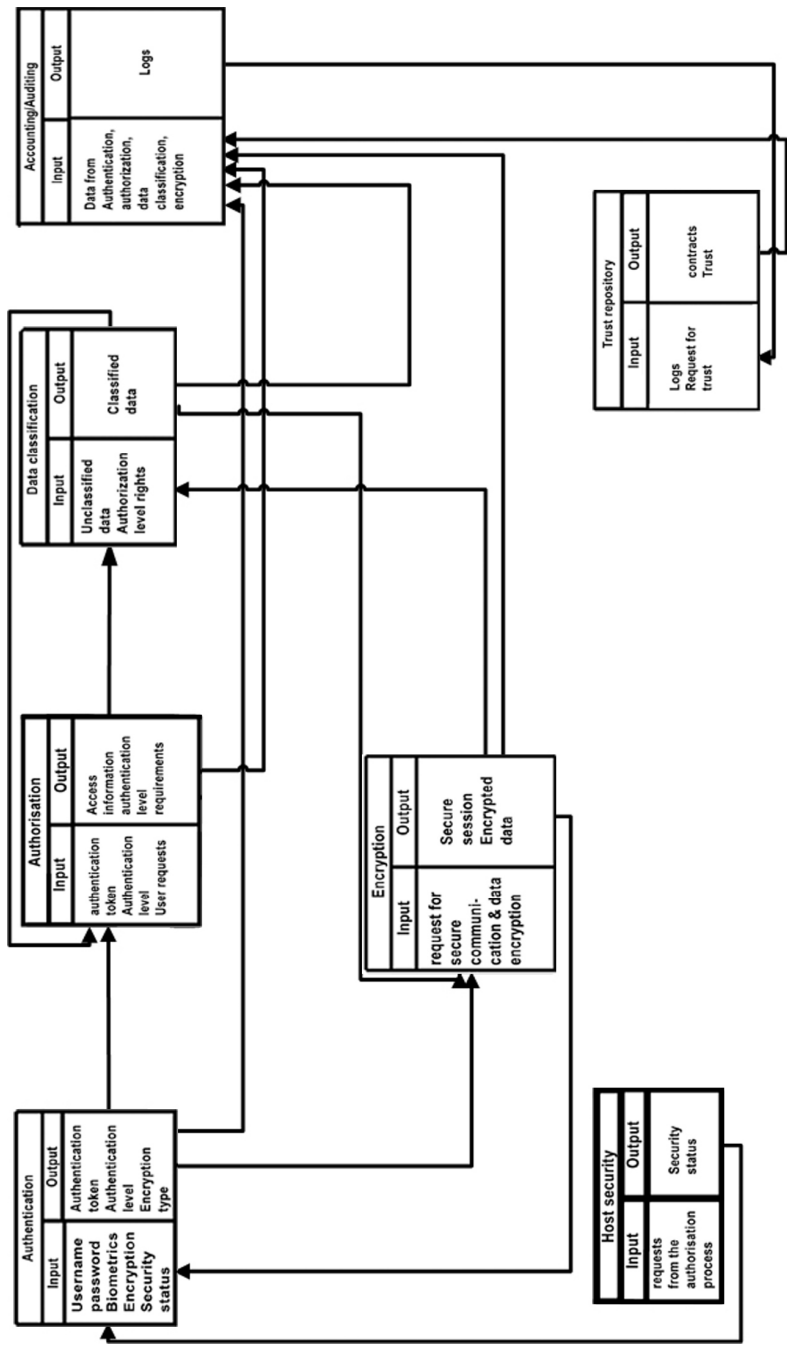 Authentication
Input
Output
Username
password
Biometrics
Encryption
Security
status
Authentication
token
Authentication
level
Encryption
type
Authorisation
Input
Output
authentication
token
Authentication
level
User requests
Access
information
authentication
level
requirements
Data classification
Input
Output
Unclassified
data
Authorization
level rights
Classified
data
Accounting/Auditing
Input
Output
Data from
Authentication,
authorization,
data
classification,
encryption
Logs
Encryption
Input
Output
request for
secure
communi-
cation & data
encryption
Secure
session
Encrypted
data
Host security
Input
Output
requests
from the
authorisation
process
Security
status
Trust repository
Input
Output
Logs
Request for
trust
contracts
Trust